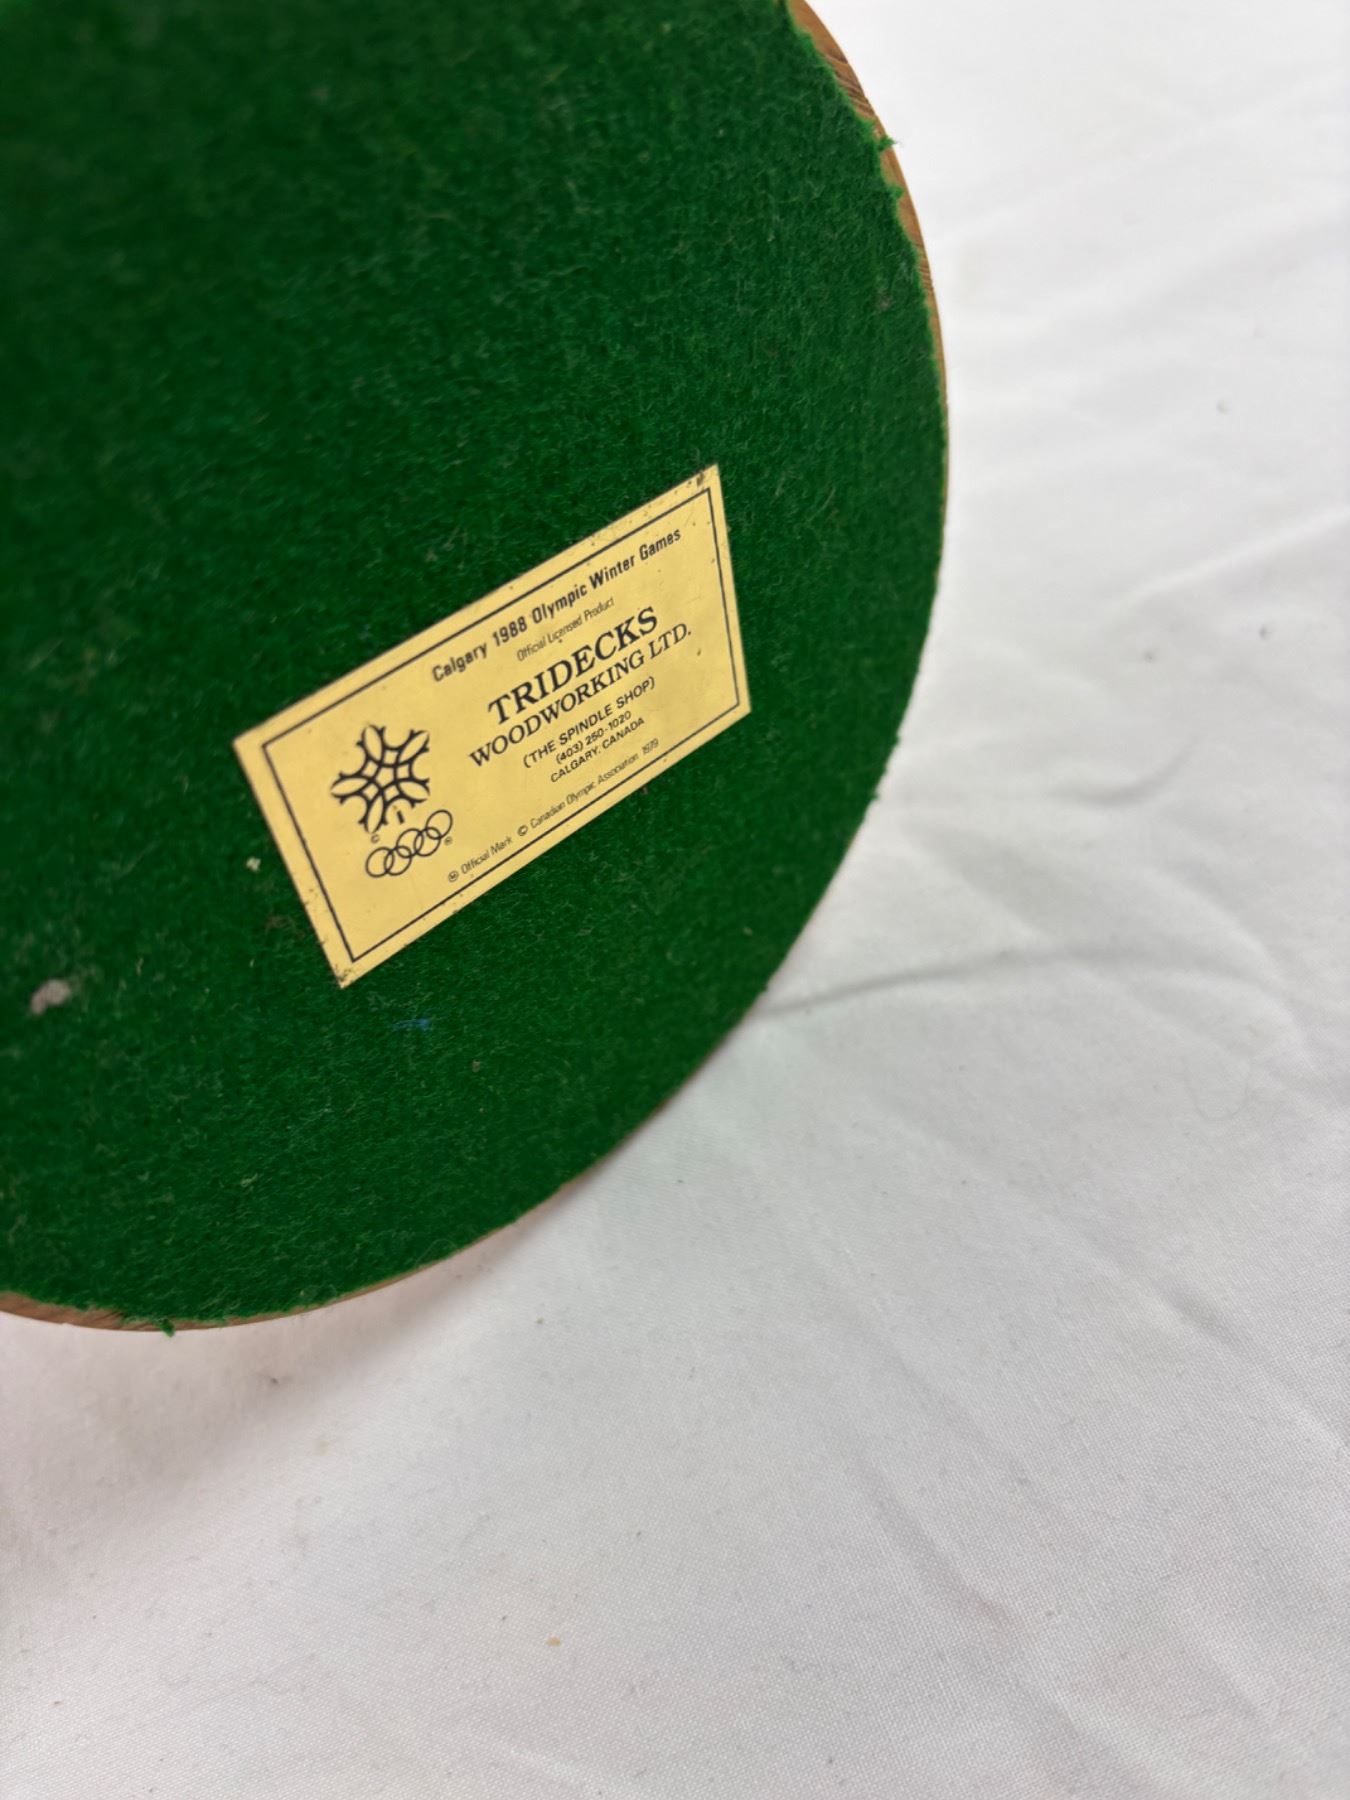 Calgary 1988 Olympic Winter Games
Official Licensed Product
TRIDECKS
WOODWORKING LTD.
(THE SPINDLE SHOP)
(403) 250-1020
CALGARY, CANADA
Ⓜ Official Mark © Canadian Olympic Association 1979
©
®